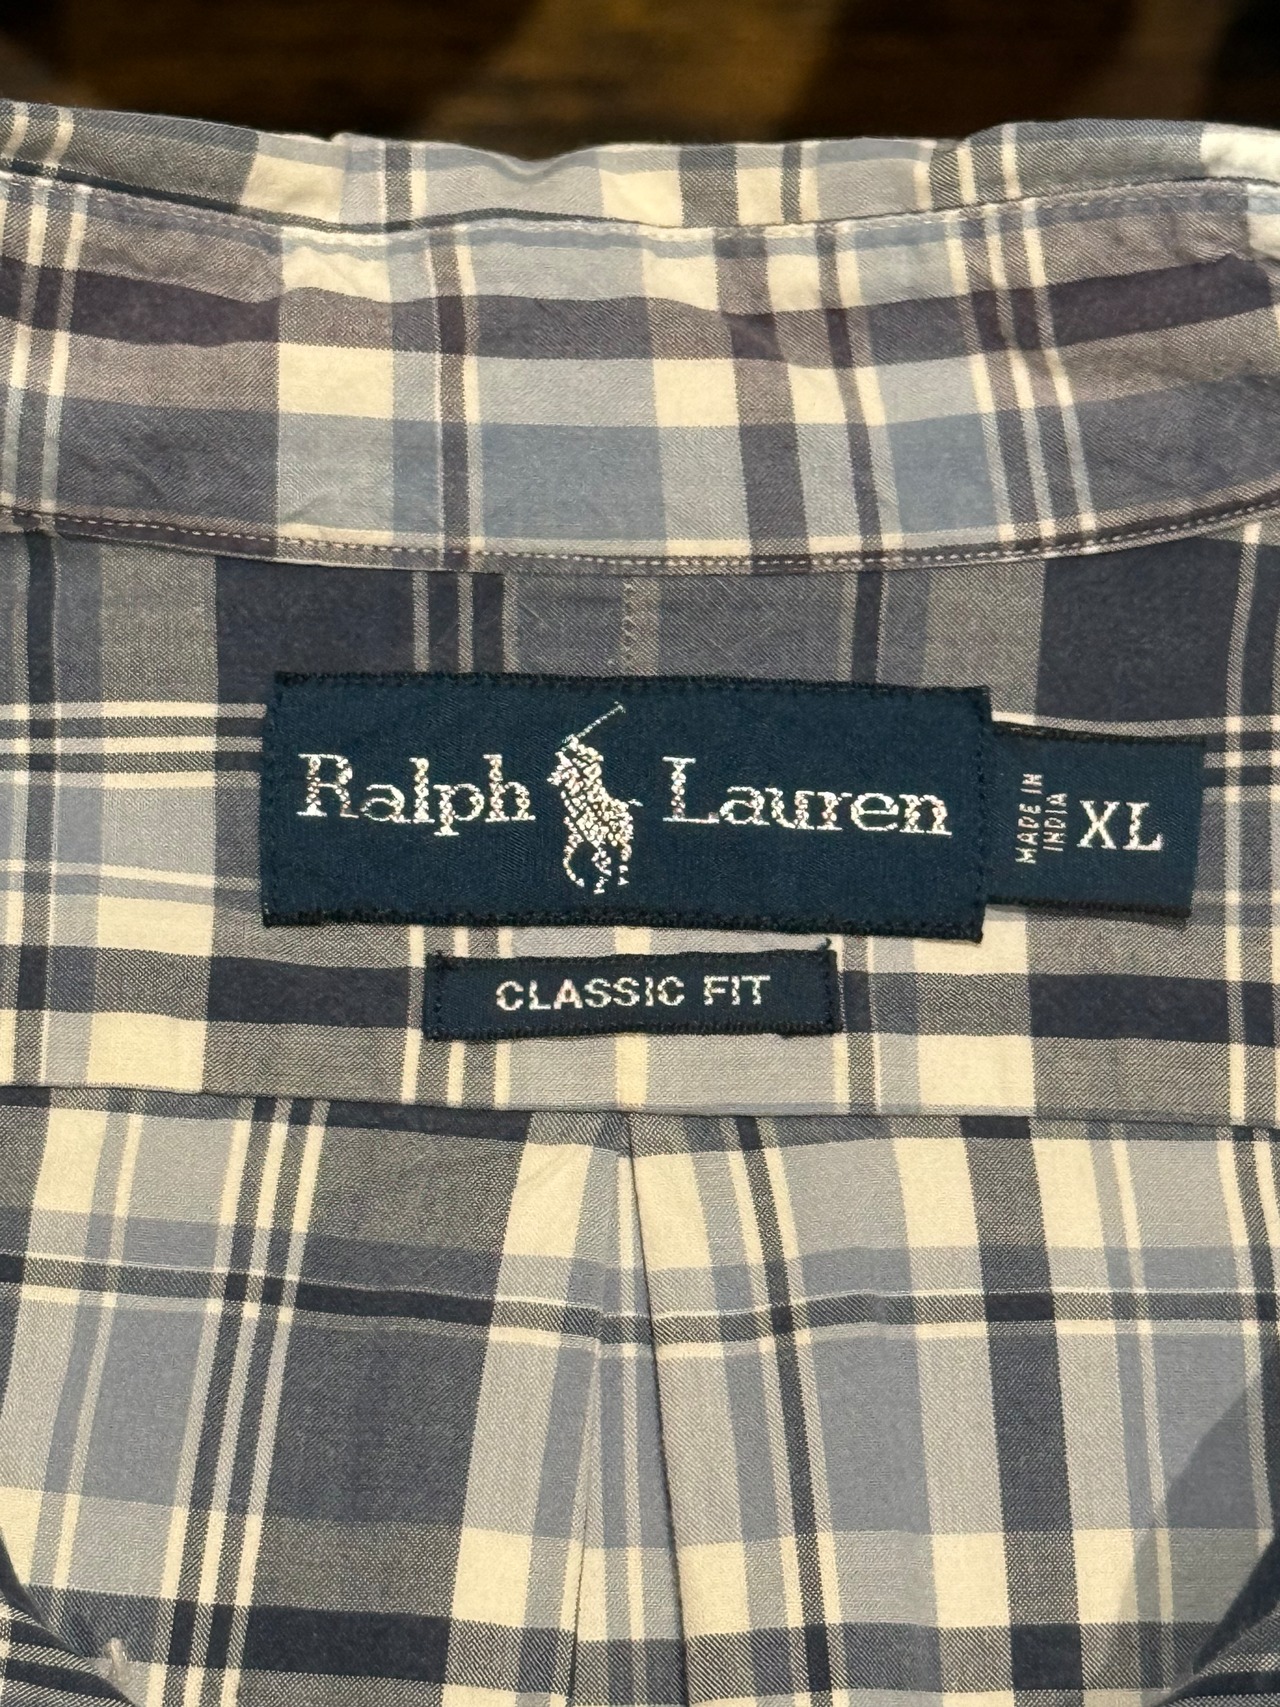 Ralph Lauren
MADE IN
INDIA
XL
CLASSIC FIT